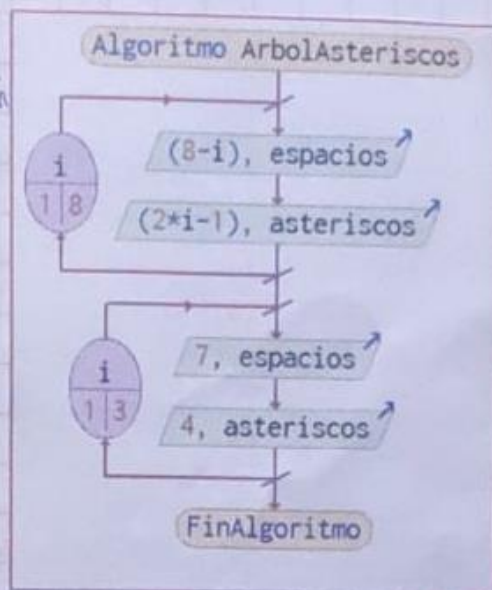 Algoritmo ArbolAsteriscos
(8-i), espacios
i
1 8
(2*i-1), asteriscos
7, espacios
i
1 3
4, asteriscos
FinAlgoritmo